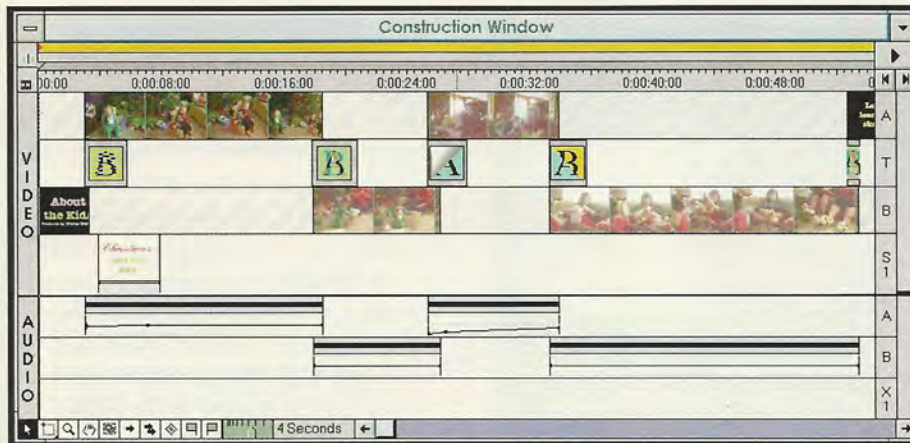 Construction Window
00:00 0:00:08:00 0:00:16:00 0:00:24:00 0:00:32:00 0:00:40:00 0:00:48:00 0
VIDEO
A
T
B
S
1
About
the Kid
Christmas
B
B
A
B
B
AUDIO
A
B
X
1
4 Seconds